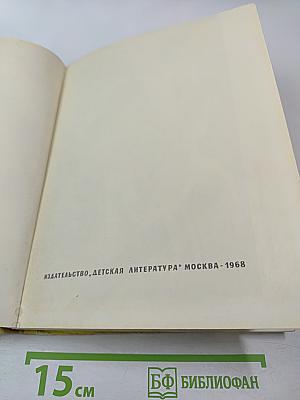 ИЗДАТЕЛЬСТВО „ДЕТСКАЯ ЛИТЕРАТУРА" МОСКВА - 1968
15 СМ
БФ БИБЛИОФАН